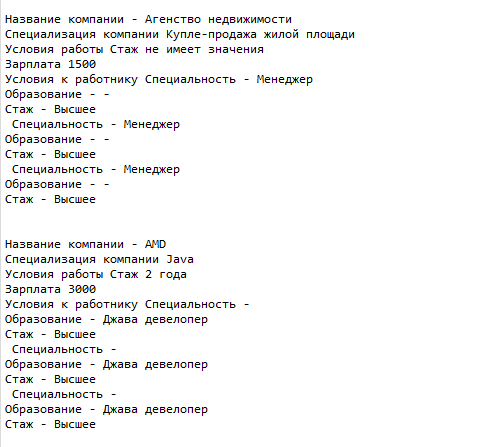 Название компании - Агенство недвижимости
Специализация компании Купле-продажа жилой площади
Условия работы Стаж не имеет значения
Зарплата 1500
Условия к работнику Специальность - Менеджер
Образование - -
Стаж - Высшее
Специальность - Менеджер
Образование - -
Стаж - Высшее
Специальность - Менеджер
Образование - -
Стаж - Высшее
Название компании - AMD
Специализация компании Java
Условия работы Стаж 2 года
Зарплата 3000
Условия к работнику Специальность -
Образование - Джава девелопер
Стаж - Высшее
Специальность -
Образование - Джава девелопер
Стаж - Высшее
Специальность -
Образование - Джава девелопер
Стаж - Высшее